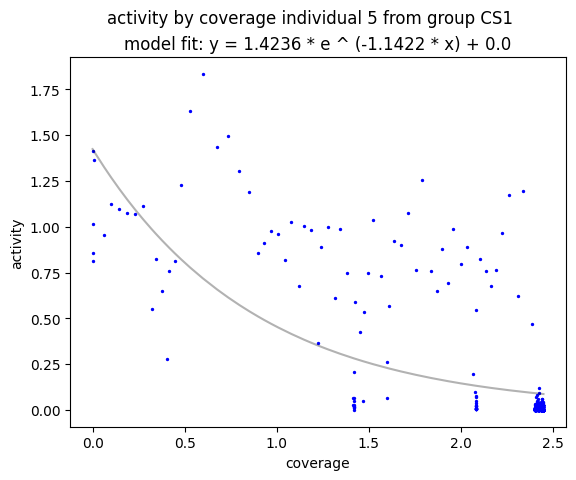 activity by coverage individual 5 from group CS1
model fit: y = 1.4236 * e ^ (-1.1422 * x) + 0.0
1.75
1.50
1.25
1.00
0.75
0.50
0.25
0.00
activity
0.0 0.5 1.0 1.5 2.0 2.5
coverage